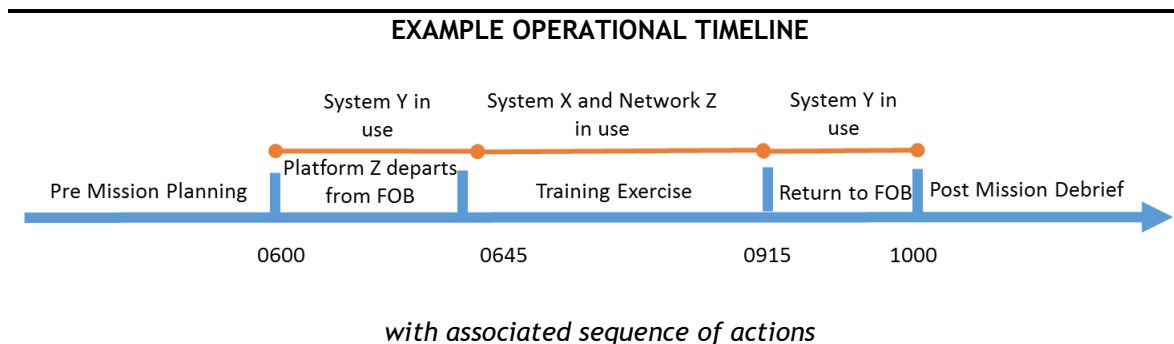 EXAMPLE OPERATIONAL TIMELINE
System Y in
use
System X and Network Z
in use
System Y in
use
Pre Mission Planning
Platform Z departs
from FOB
Training Exercise
Return to FOB
Post Mission Debrief
0600
0645
0915
1000
with associated sequence of actions